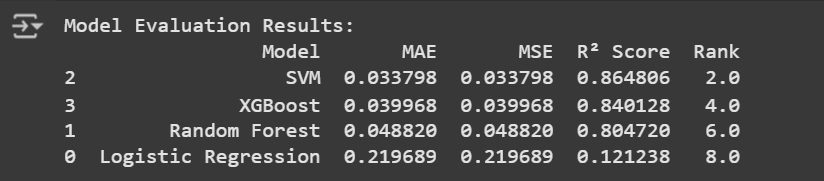 Model Evaluation Results:
Model MAE MSE R² Score Rank
2 SVM 0.033798 0.033798 0.864806 2.0
3 XGBoost 0.039968 0.039968 0.840128 4.0
1 Random Forest 0.048820 0.048820 0.804720 6.0
0 Logistic Regression 0.219689 0.219689 0.121238 8.0